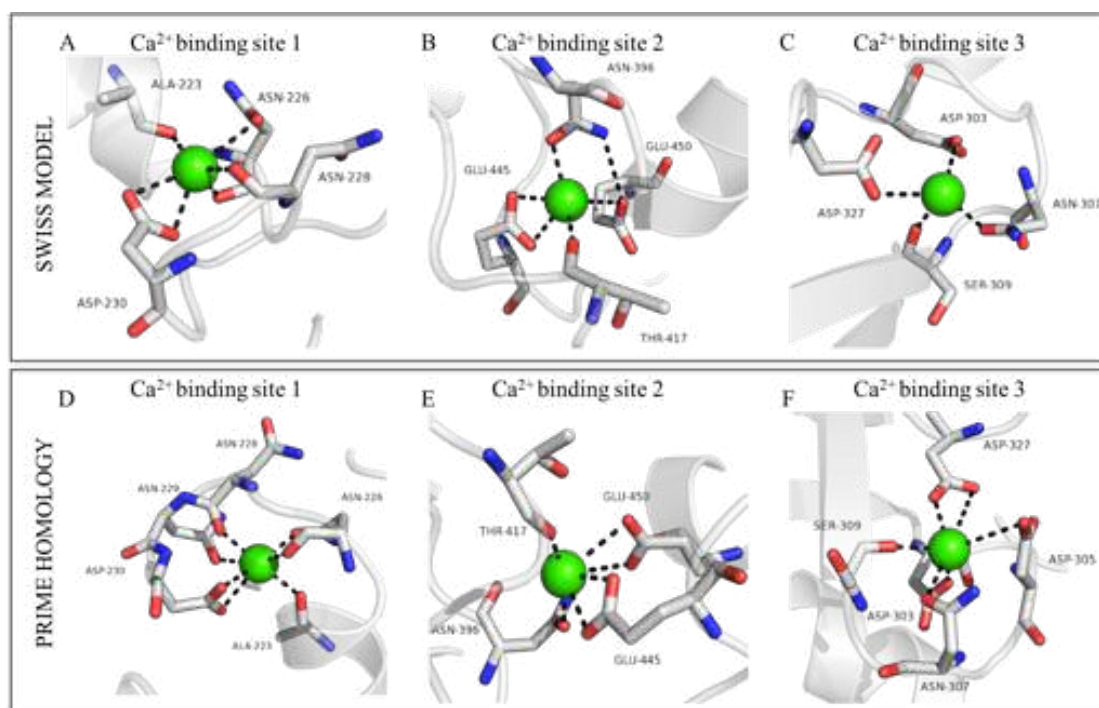 A
Ca²⁺ binding site 1
ALA-223
ASN-226
ASN-228
ASP-230
B
Ca²⁺ binding site 2
ASN-396
GLU-450
GLU-445
THR-417
C
Ca²⁺ binding site 3
ASP-303
ASP-327
ASN-307
SER-309
SWISS MODEL
D
Ca²⁺ binding site 1
ASN-228
ASN-229
ASN-226
ASP-230
ALA-223
E
Ca²⁺ binding site 2
GLU-450
THR-417
ASN-396
GLU-445
F
Ca²⁺ binding site 3
ASP-327
SER-309
ASP-305
ASP-303
ASN-307
PRIME HOMOLOGY